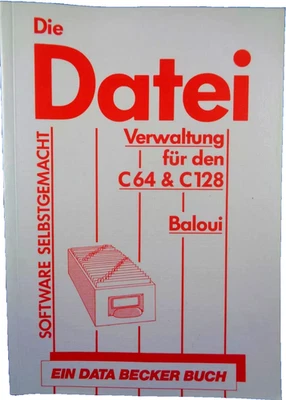 Die
Datei
Verwaltung
für den
C64 & C128
Baloui
SOFTWARE SELBSTGEMACHT
EIN DATA BECKER BUCH